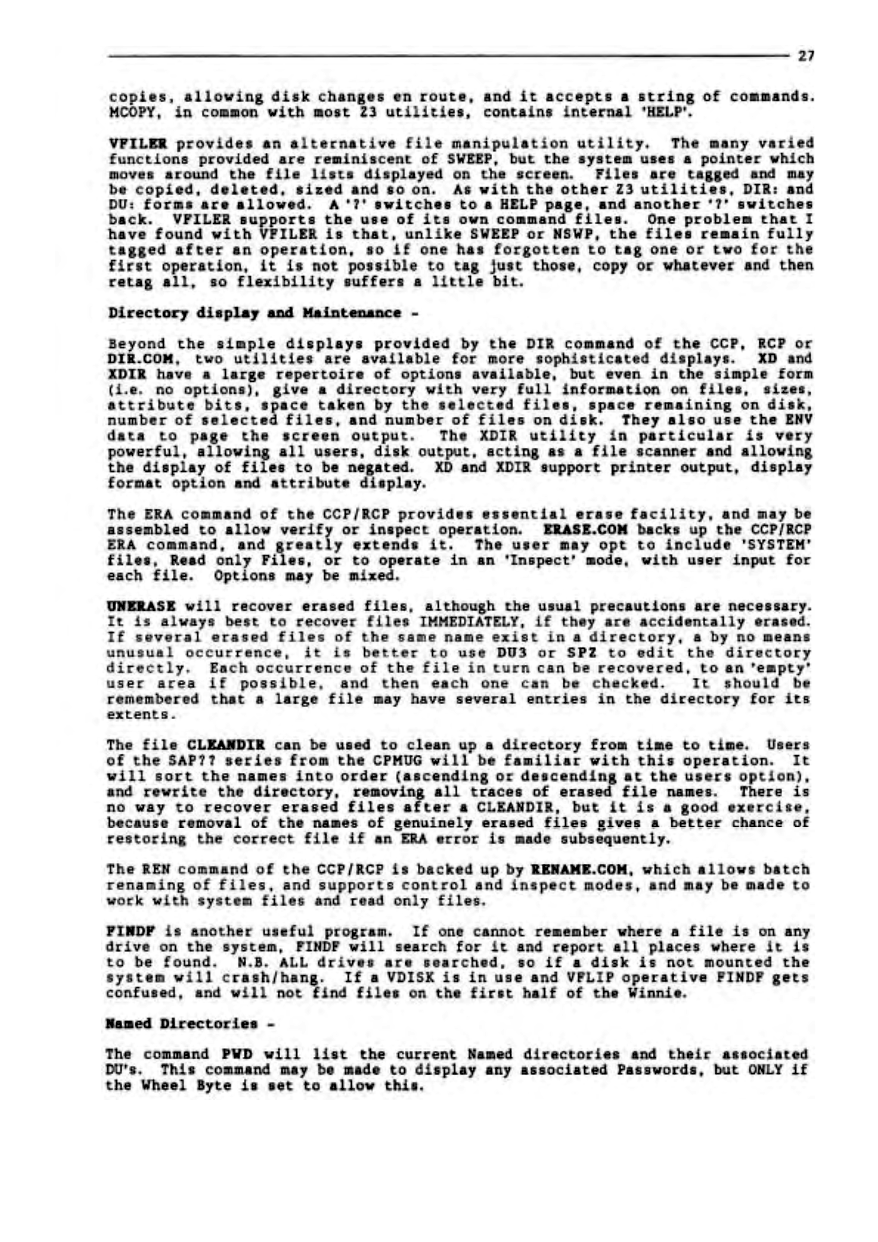 27
copies, allowing disk changes en route, and it accepts a string of commands.
MCOPY, in common with most Z3 utilities, contains internal 'HELP'.
VFILER provides an alternative file manipulation utility. The many varied
functions provided are reminiscent of SWEEP, but the system uses a pointer which
moves around the file lists displayed on the screen. Files are tagged and may
be copied, deleted, sized and so on. As with the other Z3 utilities, DIR: and
DU: forms are allowed. A '?' switches to a HELP page, and another '?' switches
back. VFILER supports the use of its own command files. One problem that I
have found with VFILER is that, unlike SWEEP or NSWP, the files remain fully
tagged after an operation, so if one has forgotten to tag one or two for the
first operation, it is not possible to tag just those, copy or whatever and then
retag all, so flexibility suffers a little bit.
Directory display and Maintenance -
Beyond the simple displays provided by the DIR command of the CCP, RCP or
DIR.COM, two utilities are available for more sophisticated displays. XD and
XDIR have a large repertoire of options available, but even in the simple form
(i.e. no options), give a directory with very full information on files, sizes,
attribute bits, space taken by the selected files, space remaining on disk,
number of selected files, and number of files on disk. They also use the ENV
data to page the screen output. The XDIR utility in particular is very
powerful, allowing all users, disk output, acting as a file scanner and allowing
the display of files to be negated. XD and XDIR support printer output, display
format option and attribute display.
The ERA command of the CCP/RCP provides essential erase facility, and may be
assembled to allow verify or inspect operation. ERASE.COM backs up the CCP/RCP
ERA command, and greatly extends it. The user may opt to include 'SYSTEM'
files, Read only Files, or to operate in an 'Inspect' mode, with user input for
each file. Options may be mixed.
UNERASE will recover erased files, although the usual precautions are necessary.
It is always best to recover files IMMEDIATELY, if they are accidentally erased.
If several erased files of the same name exist in a directory, a by no means
unusual occurrence, it is better to use DU3 or SPZ to edit the directory
directly. Each occurrence of the file in turn can be recovered, to an 'empty'
user area if possible, and then each one can be checked. It should be
remembered that a large file may have several entries in the directory for its
extents.
The file CLEANDIR can be used to clean up a directory from time to time. Users
of the SAP?? series from the CPMUG will be familiar with this operation. It
will sort the names into order (ascending or descending at the users option),
and rewrite the directory, removing all traces of erased file names. There is
no way to recover erased files after a CLEANDIR, but it is a good exercise,
because removal of the names of genuinely erased files gives a better chance of
restoring the correct file if an ERA error is made subsequently.
The REN command of the CCP/RCP is backed up by RENAME.COM, which allows batch
renaming of files, and supports control and inspect modes, and may be made to
work with system files and read only files.
FINDF is another useful program. If one cannot remember where a file is on any
drive on the system, FINDF will search for it and report all places where it is
to be found. N.B. ALL drives are searched, so if a disk is not mounted the
system will crash/hang. If a VDISK is in use and VFLIP operative FINDF gets
confused, and will not find files on the first half of the Winnie.
Named Directories -
The command PWD will list the current Named directories and their associated
DU's. This command may be made to display any associated Passwords, but ONLY if
the Wheel Byte is set to allow this.